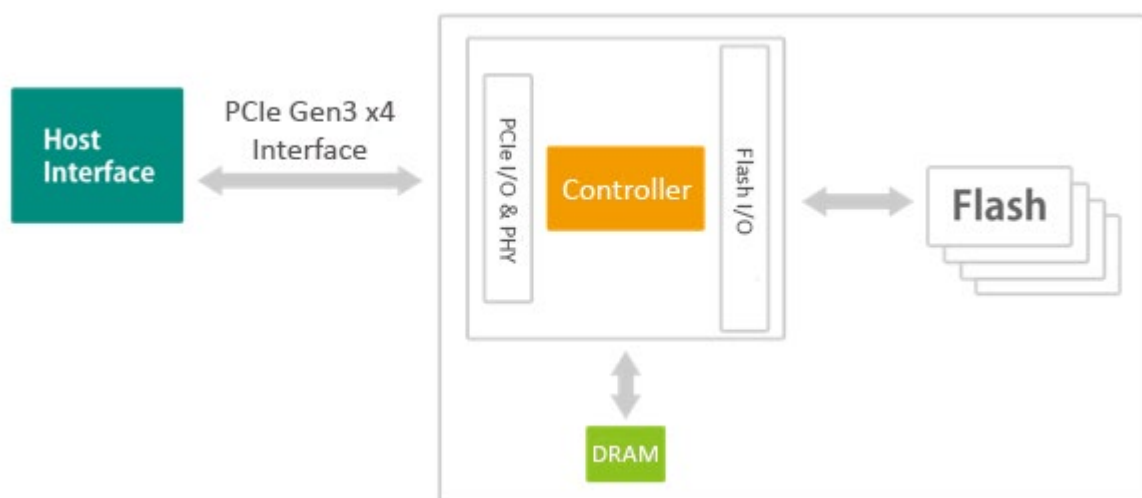 Host
Interface
PCIe Gen3 x4
Interface
PCIe I/O & PHY
Controller
Flash I/O
Flash
DRAM